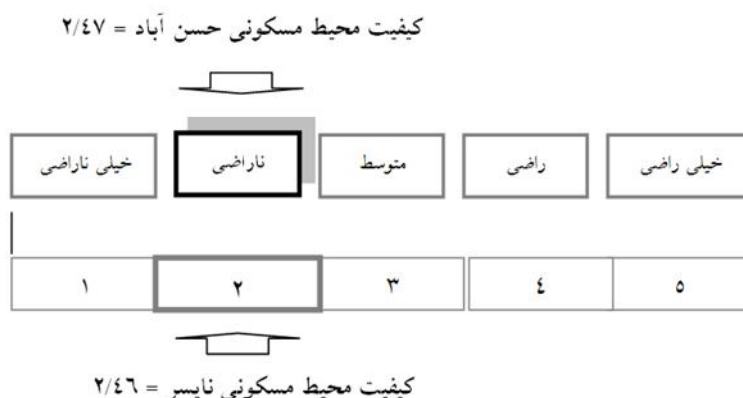 کیفیت محیط مسکونی حسن آباد = ۲/٤۷
خیلی راضی
راضی
متوسط
ناراضی
خیلی ناراضی
۱ ۲ ۳ ٤ ٥
کیفیت محیط مسکونی نایسر = ۲/٤٦